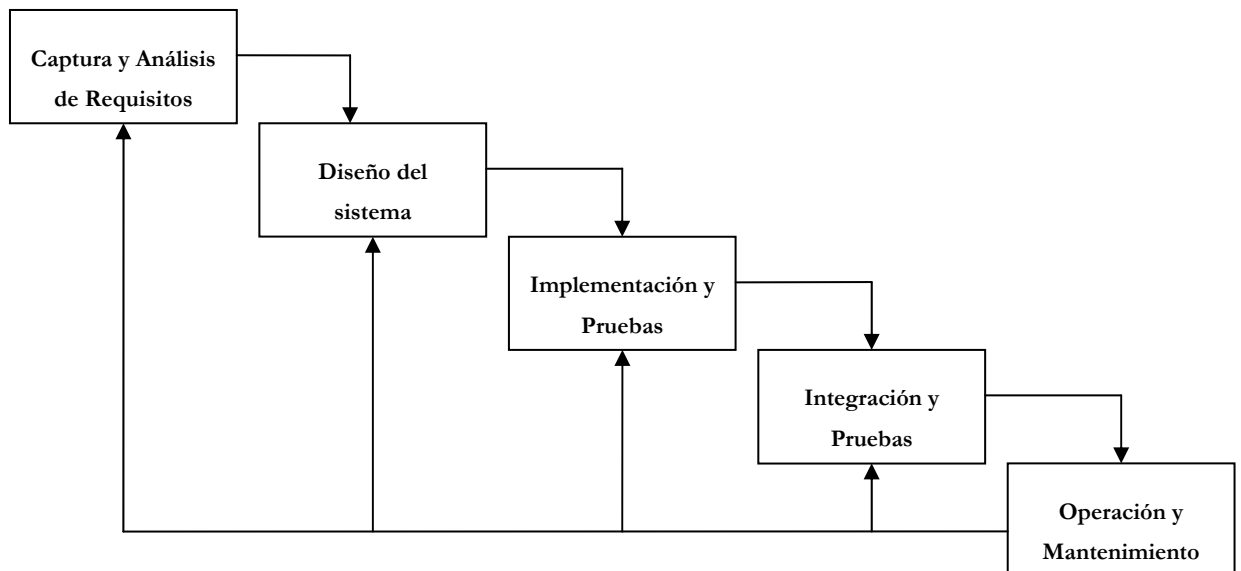 Captura y Análisis
de Requisitos
Diseño del
sistema
Implementación y
Pruebas
Integración y
Pruebas
Operación y
Mantenimiento